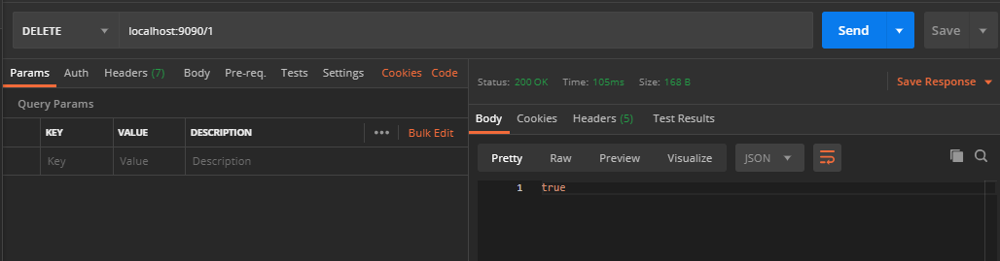 DELETE localhost:9090/1 Send Save
Params Auth Headers (7) Body Pre-req. Tests Settings Cookies Code
Query Params
KEY VALUE DESCRIPTION ••• Bulk Edit
Key Value Description
Status: 200 OK Time: 105ms Size: 168 B Save Response
Body Cookies Headers (5) Test Results
Pretty Raw Preview Visualize JSON
1 true